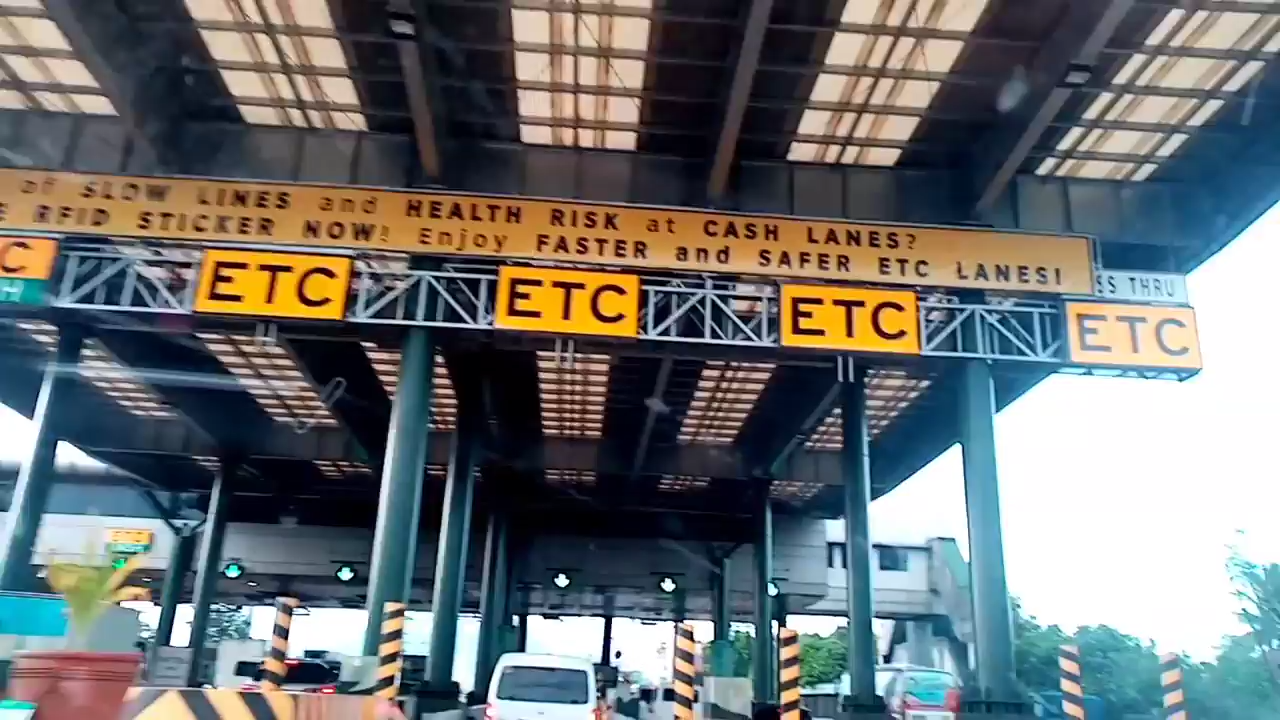 of SLOW LINES and HEALTH RISK at CASH LANES?
E RFID STICKER NOW! Enjoy FASTER and SAFER ETC LANES!
C
H
ETC
ETC
ETC
ETC
SS THRU